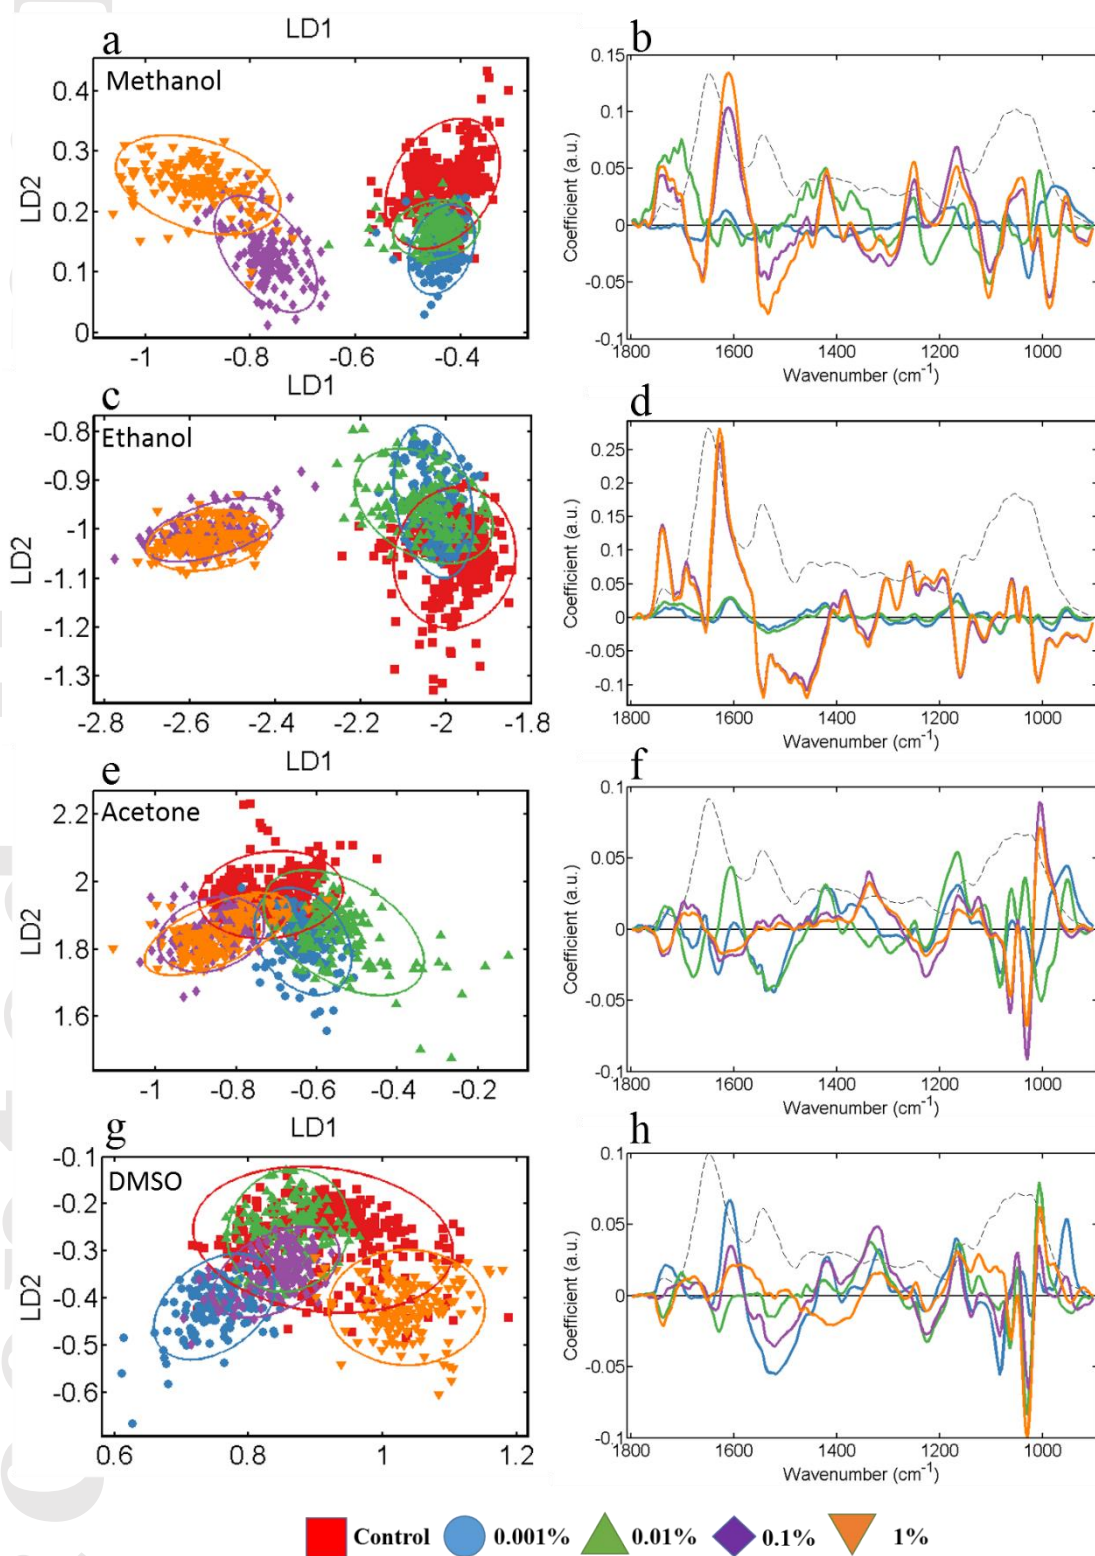 LD1
a
b
Methanol
0.4
0.3
0.2
0.1
0
LD2
-1
-0.8
-0.6
-0.4
0.15
0.1
0.05
0
-0.05
-0.1
Coefficient (a.u.)
1800
1600
1400
1200
1000
Wavenumber (cm-1)
LD1
c
d
Ethanol
-0.8
-0.9
-1
-1.1
-1.2
-1.3
LD2
-2.8
-2.6
-2.4
-2.2
-2
-1.8
0.25
0.2
0.15
0.1
0.05
0
-0.05
-0.1
Coefficient (a.u.)
1800
1600
1400
1200
1000
Wavenumber (cm-1)
LD1
e
f
Acetone
2.2
2
1.8
1.6
LD2
-1
-0.8
-0.6
-0.4
-0.2
0.1
0.05
0
-0.05
-0.1
Coefficient (a.u.)
1800
1600
1400
1200
1000
Wavenumber (cm-1)
LD1
g
h
DMSO
-0.1
-0.2
-0.3
-0.4
-0.5
-0.6
LD2
0.6
0.8
1
1.2
0.1
0.05
0
-0.05
-0.1
Coefficient (a.u.)
1800
1600
1400
1200
1000
Wavenumber (cm-1)
Control 0.001% 0.01% 0.1% 1%